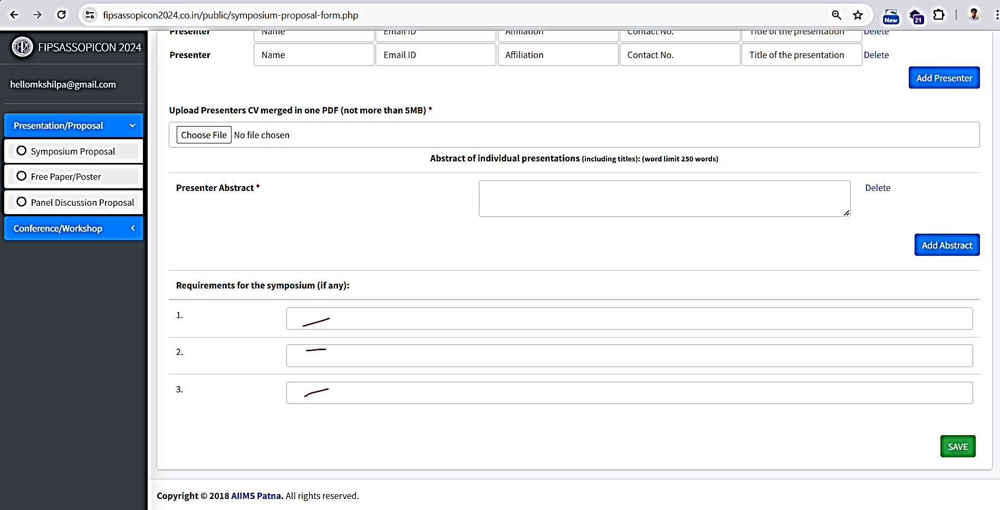 fipsassopicon2024.co.in/public/symposium-proposal-form.php
New
21
FIPSASSOPICON 2024
hellomkshilpa@gmail.com
Presentation/Proposal
Symposium Proposal
Free Paper/Poster
Panel Discussion Proposal
Conference/Workshop
Presenter Name Email ID Affiliation Contact No. Title of the presentation Delete
Presenter Name Email ID Affiliation Contact No. Title of the presentation Delete
Add Presenter
Upload Presenters CV merged in one PDF (not more than 5MB) *
Choose File No file chosen
Abstract of individual presentations (including titles): (word limit 250 words)
Presenter Abstract * Delete
Add Abstract
Requirements for the symposium (if any):
1.
2.
3.
SAVE
Copyright © 2018 AIIMS Patna. All rights reserved.